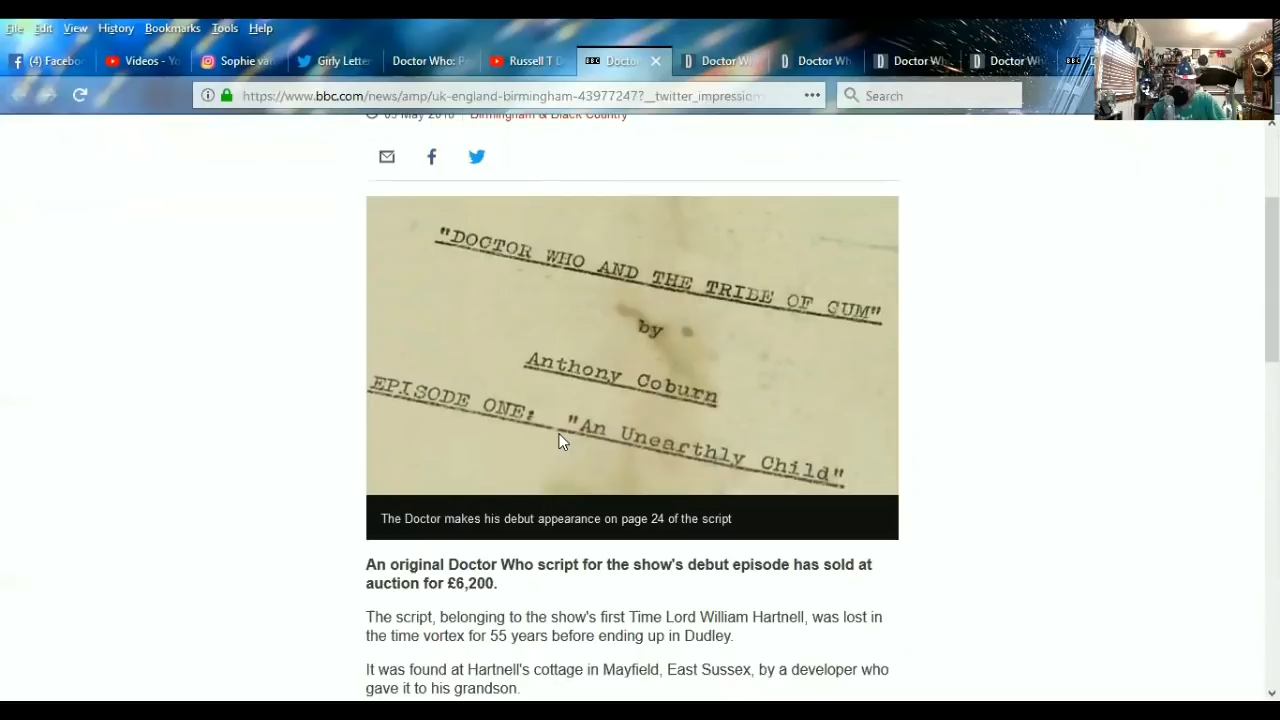 File Edit View History Bookmarks Tools Help
(4) Facebo
Videos - Yo
Sophie va
Girly Lette
Doctor Who: P
Russell T D
BBC
Docto
Doctor W
Doctor Wh
Doctor Wh
Doctor Wh
BBC
https://www.bbc.com/news/amp/uk-england-birmingham-43977247?__twitter_impression
Search
03 May 2018 Birmingham & Black Country
"DOCTOR WHO AND THE TRIBE OF GUM"
by
Anthony Coburn
EPISODE ONE: "An Unearthly Child"
The Doctor makes his debut appearance on page 24 of the script
An original Doctor Who script for the show's debut episode has sold at
auction for £6,200.
The script, belonging to the show's first Time Lord William Hartnell, was lost in
the time vortex for 55 years before ending up in Dudley.
It was found at Hartnell's cottage in Mayfield, East Sussex, by a developer who
gave it to his grandson.